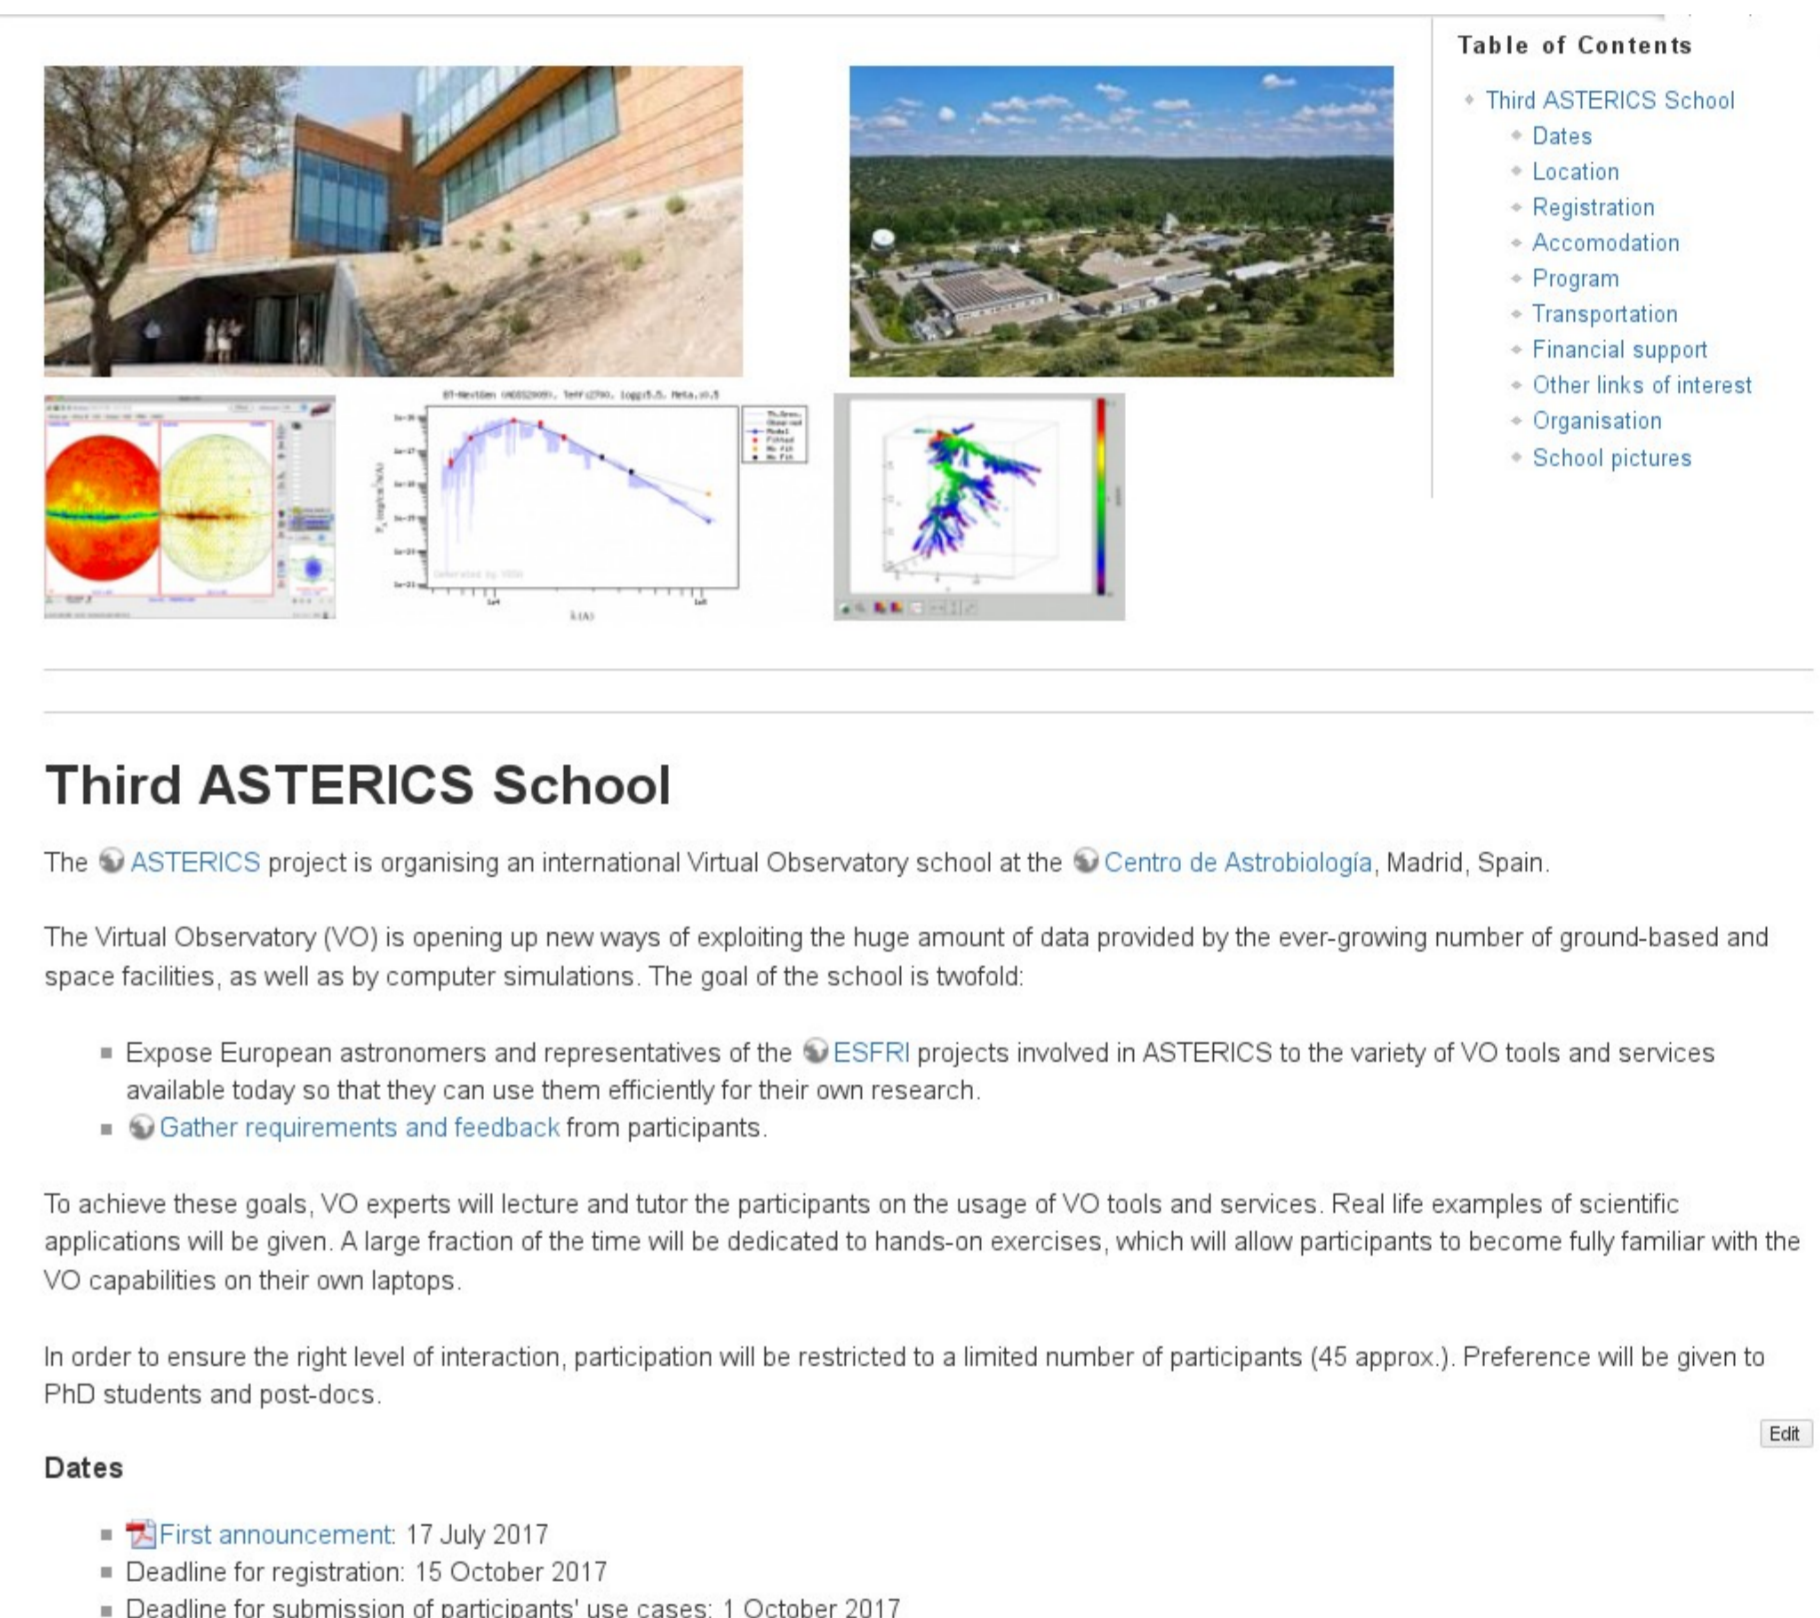 Table of Contents
Third ASTERICS School
Dates
Location
Registration
Accomodation
Program
Transportation
Financial support
Other links of interest
Organisation
School pictures
Third ASTERICS School
The ASTERICS project is organising an international Virtual Observatory school at the Centro de Astrobiología, Madrid, Spain.
The Virtual Observatory (VO) is opening up new ways of exploiting the huge amount of data provided by the ever-growing number of ground-based and
space facilities, as well as by computer simulations. The goal of the school is twofold:
Expose European astronomers and representatives of the ESFRI projects involved in ASTERICS to the variety of VO tools and services
available today so that they can use them efficiently for their own research.
Gather requirements and feedback from participants.
To achieve these goals, VO experts will lecture and tutor the participants on the usage of VO tools and services. Real life examples of scientific
applications will be given. A large fraction of the time will be dedicated to hands-on exercises, which will allow participants to become fully familiar with the
VO capabilities on their own laptops.
In order to ensure the right level of interaction, participation will be restricted to a limited number of participants (45 approx.). Preference will be given to
PhD students and post-docs.
Edit
Dates
First announcement: 17 July 2017
Deadline for registration: 15 October 2017
Deadline for submission of participants' use cases: 1 October 2017